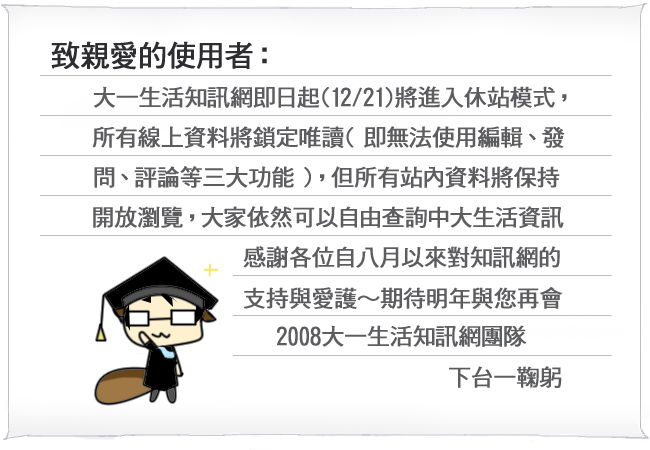 致親愛的使用者：
大一生活知訊網即日起(12/21)將進入休站模式，
所有線上資料將鎖定唯讀( 即無法使用編輯、發
問、評論等三大功能 )，但所有站內資料將保持
開放瀏覽，大家依然可以自由查詢中大生活資訊
感謝各位自八月以來對知訊網的
支持與愛護～期待明年與您再會
2008大一生活知訊網團隊
下台一鞠躬